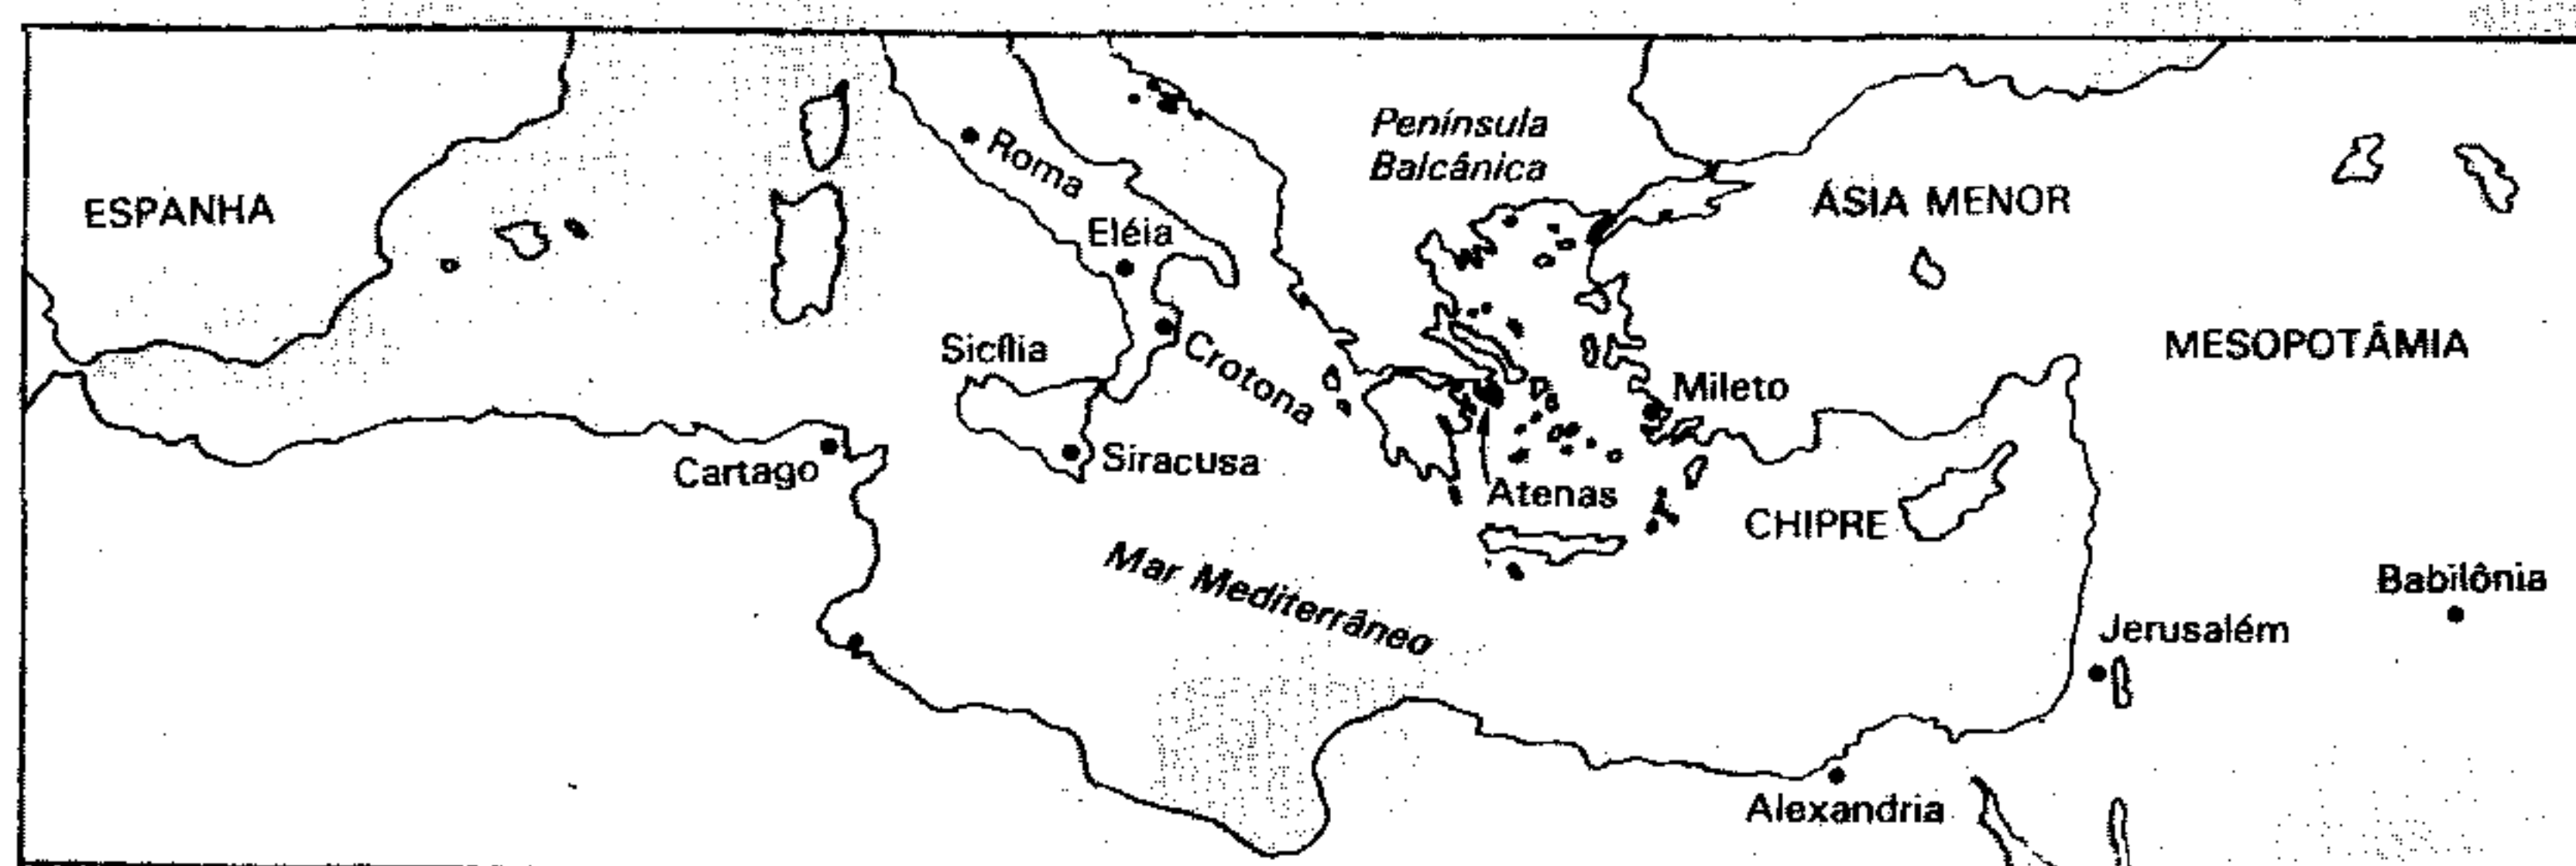 Península
Balcânica
Roma
ESPANHA
ÁSIA MENOR
Eléia
Sicília
Crotona
MESOPOTÂMIA
Mileto
Cartago
Siracusa
Atenas
CHIPRE
Mar Mediterrâneo
Babilônia
Jerusalém
Alexandria